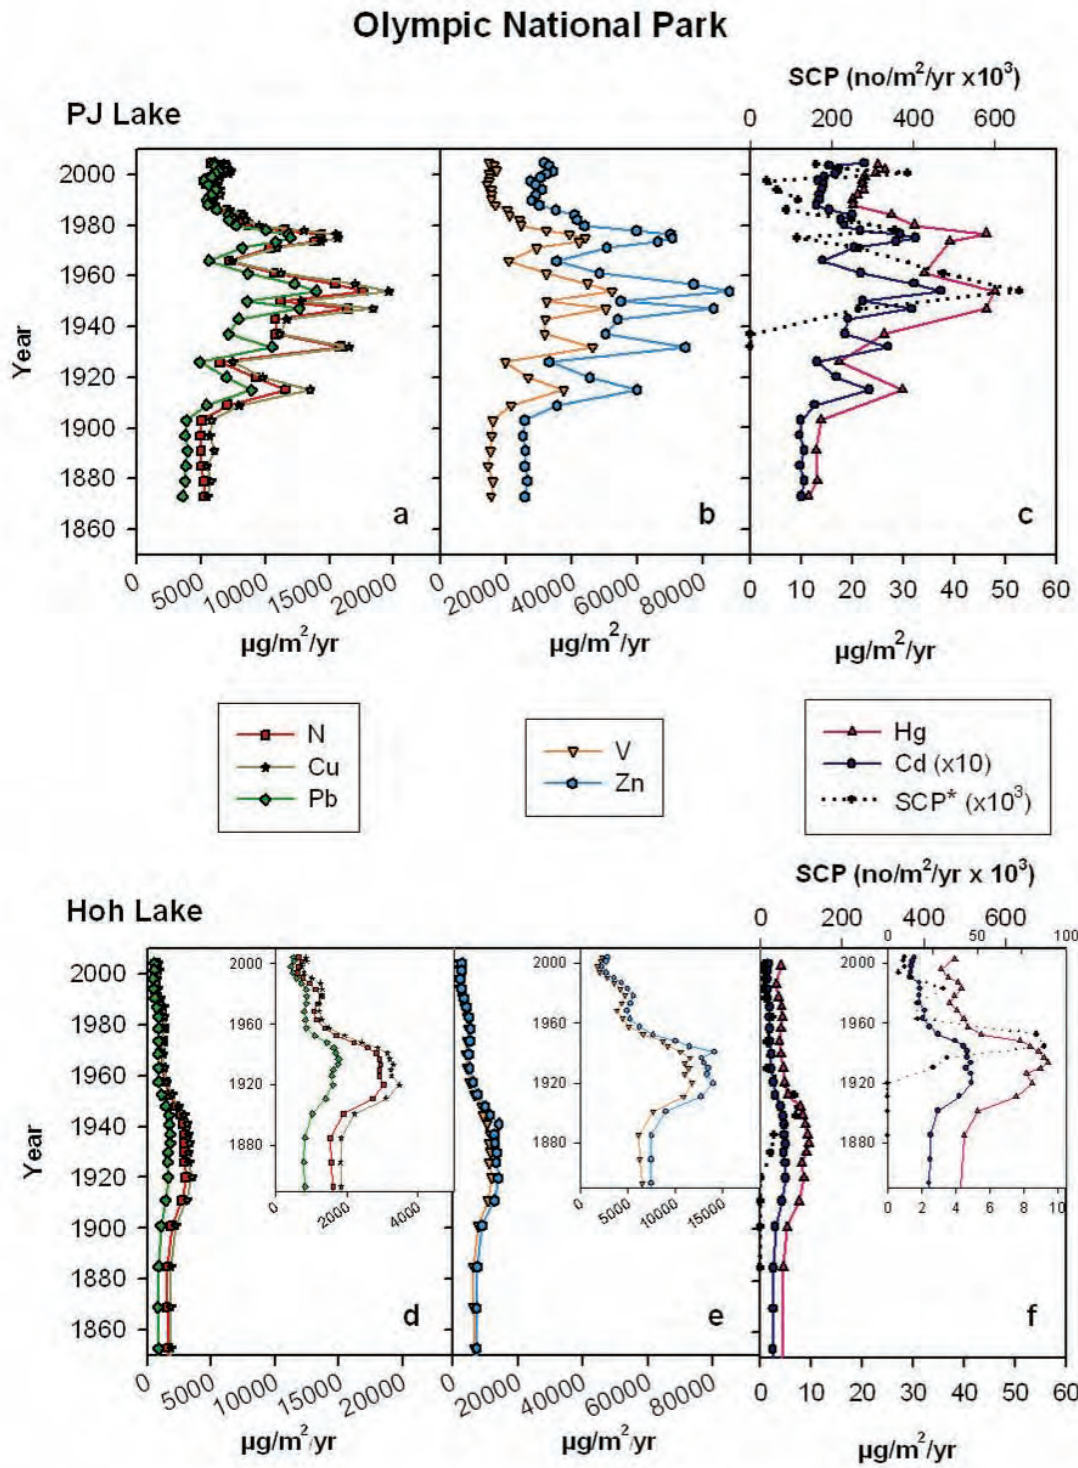 Olympic National Park
SCP (no/m²/yr x10³)
PJ Lake
0 200 400 600
2000
1980
1960
1940
1920
1900
1880
1860
Year
a
b
c
0 5000 10000 15000 20000
0 20000 40000 60000 80000
0 10 20 30 40 50 60
µg/m²/yr
µg/m²/yr
µg/m²/yr
N
Cu
Pb
V
Zn
Hg
Cd (x10)
SCP* (x10³)
SCP (no/m²/yr x 10³)
Hoh Lake
0 200 400 600
2000
1980
1960
1940
1920
1900
1880
1860
Year
2000
1960
1920
1880
0 2000 4000
2000
1960
1920
1880
0 5000 10000 15000
0 50 100
2000
1960
1920
1880
0 2 4 6 8 10
d
e
f
0 5000 10000 15000 20000
0 20000 40000 60000 80000
0 10 20 30 40 50 60
µg/m²/yr
µg/m²/yr
µg/m²/yr